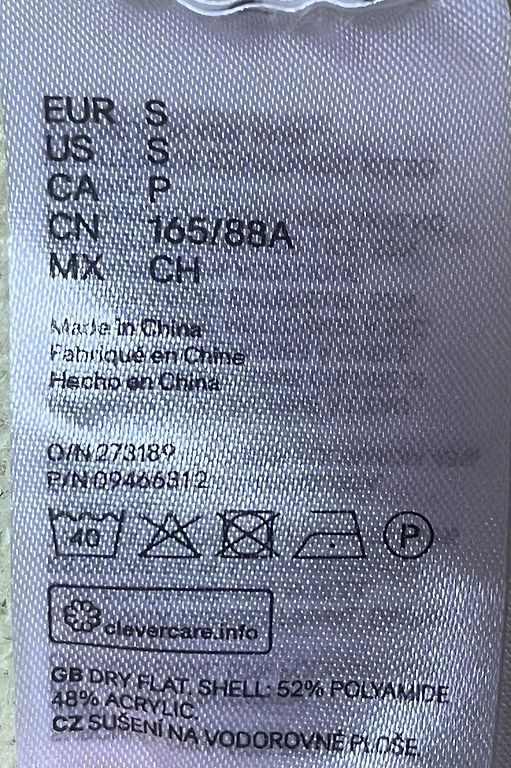 EUR S
US S
CA P
CN 165/88A
MX CH
Made in China
Fabriqué en Chine
Hecho en China
O/N 273189
P/N 09466812
40
P
clevercare.info
GB DRY FLAT. SHELL: 52% POLYAMIDE
48% ACRYLIC.
CZ SUŠENÍ NA VODOROVNÉ PLOŠE.